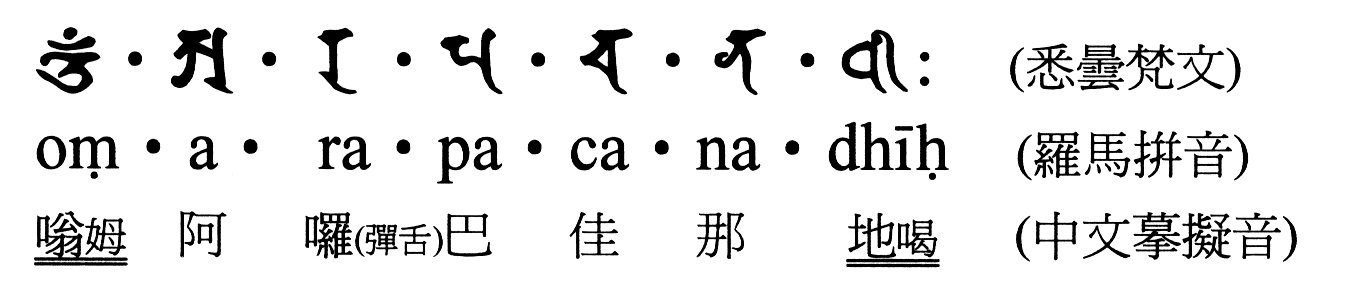 𑖌𑖼 · 𑖀 · 𑖨 · 𑖢 · 𑖓 · 𑖡 · 𑖠𑖱𑖾 (悉曇梵文)
oṃ · a · ra · pa · ca · na · dhīḥ (羅馬拼音)
嗡姆 阿 囉(彈舌)巴 佳 那 地喝 (中文摹擬音)